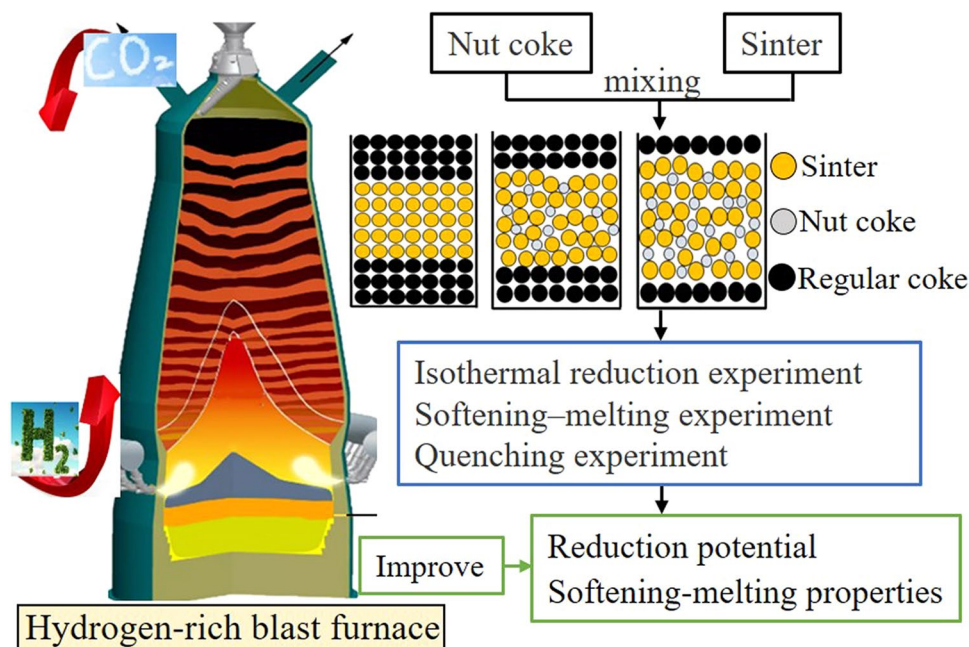 CO₂
H₂
Hydrogen-rich blast furnace
Nut coke
Sinter
mixing
Sinter
Nut coke
Regular coke
Isothermal reduction experiment
Softening–melting experiment
Quenching experiment
Improve
Reduction potential
Softening-melting properties